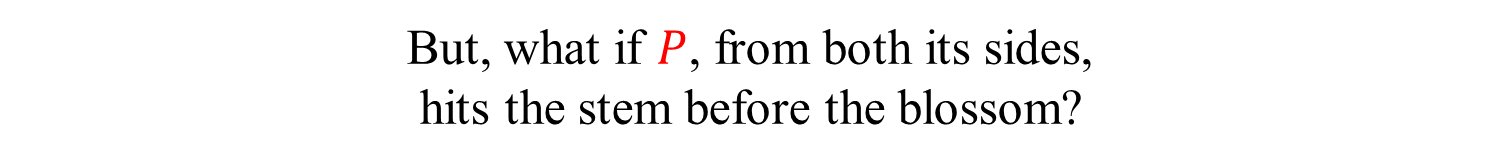 But, what if P, from both its sides,
hits the stem before the blossom?